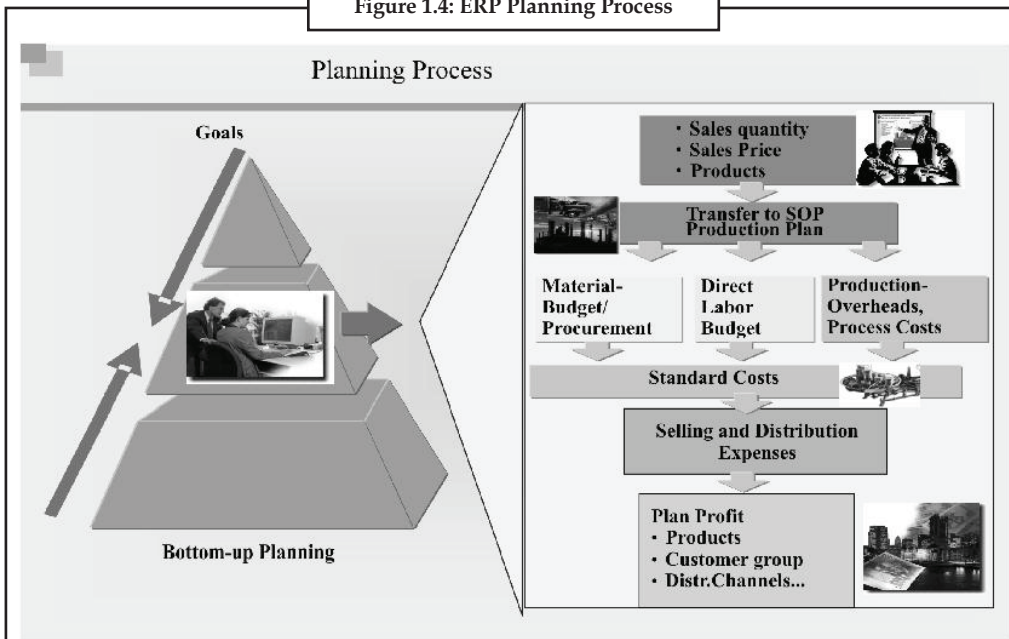 Figure 1.4: ERP Planning Process
Planning Process
Goals
Bottom-up Planning
• Sales quantity
• Sales Price
• Products
Transfer to SOP
Production Plan
Material-
Budget/
Procurement
Direct
Labor
Budget
Production-
Overheads,
Process Costs
Standard Costs
Selling and Distribution
Expenses
Plan Profit
• Products
• Customer group
• Distr.Channels...